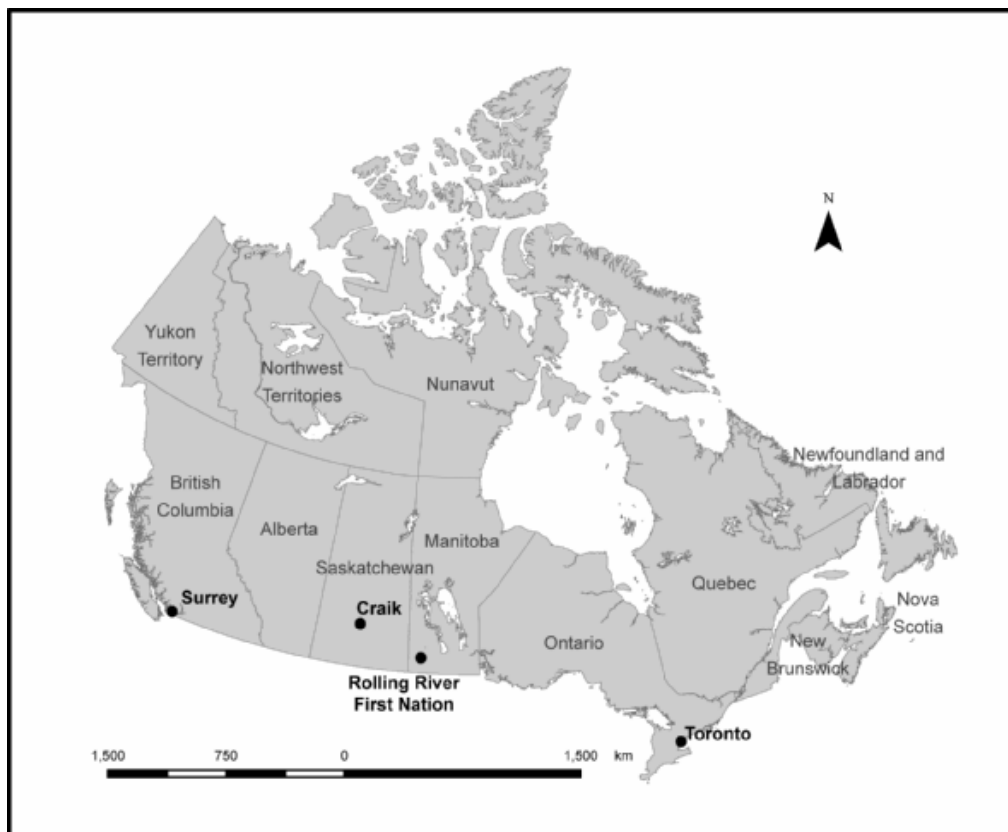 N
Yukon
Territory
Northwest
Territories
Nunavut
Newfoundland and
Labrador
British
Columbia
Alberta
Manitoba
Saskatchewan
Quebec
Surrey
Craik
Nova
Scotia
Ontario
New
Brunswick
Rolling River
First Nation
Toronto
1,500 750 0 1,500 km